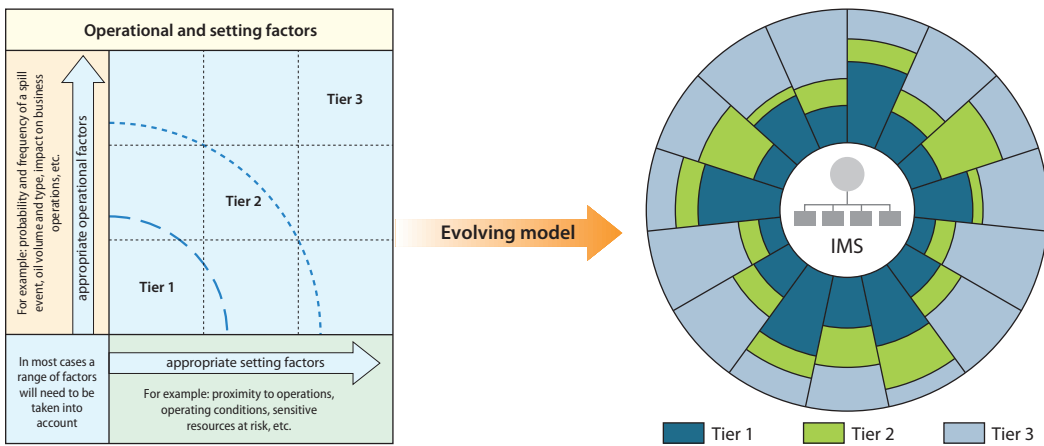 Operational and setting factors
For example: probability and frequency of a spill
event, oil volume and type, impact on business
operations, etc.
appropriate operational factors
Tier 3
Tier 2
Tier 1
In most cases a
range of factors
will need to be
taken into
account
appropriate setting factors
For example: proximity to operations,
operating conditions, sensitive
resources at risk, etc.
Evolving model
IMS
Tier 1
Tier 2
Tier 3